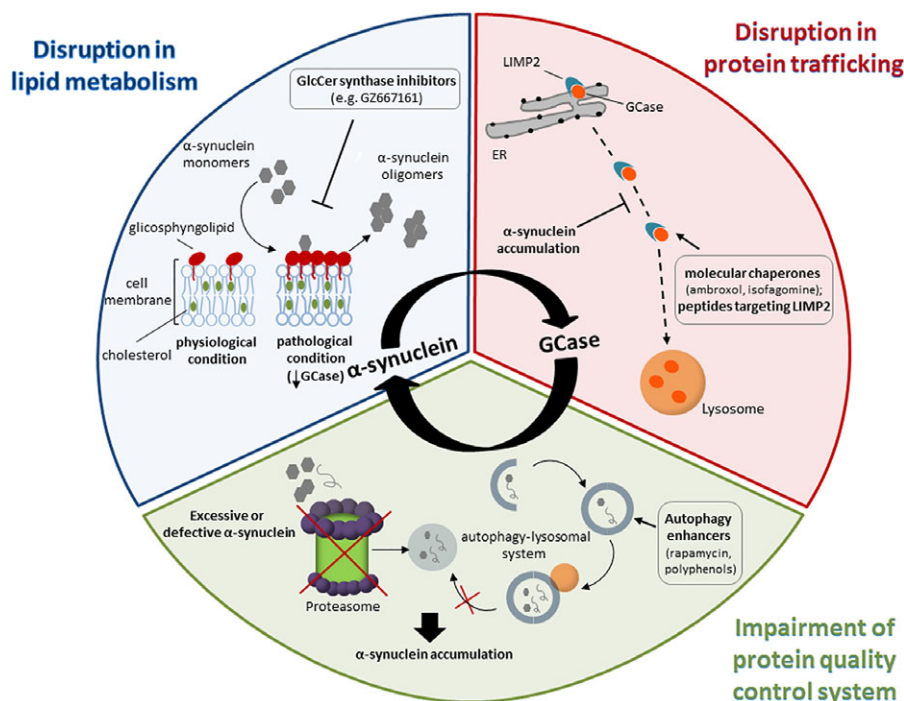 Disruption in
lipid metabolism
GlcCer synthase inhibitors
(e.g. GZ667161)
α-synuclein
monomers
α-synuclein
oligomers
glicosphyngolipid
cell
membrane
cholesterol
physiological
condition
pathological
condition
(↓GCase)
Disruption in
protein trafficking
LIMP2
GCase
ER
α-synuclein
accumulation
molecular chaperones
(ambroxol, isofagomine);
peptides targeting LIMP2
Lysosome
α-synuclein
GCase
Excessive or
defective α-synuclein
Proteasome
autophagy-lysosomal
system
Autophagy
enhancers
(rapamycin,
polyphenols)
α-synuclein accumulation
Impairment of
protein quality
control system